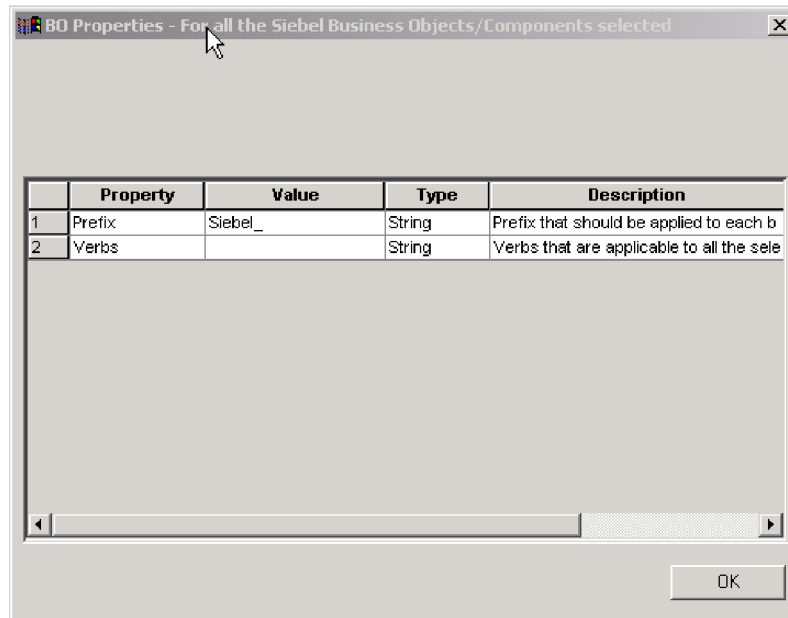 BO Properties - For all the Siebel Business Objects/Components selected
Property Value Type Description
1 Prefix Siebel_ String Prefix that should be applied to each b
2 Verbs String Verbs that are applicable to all the sele
OK